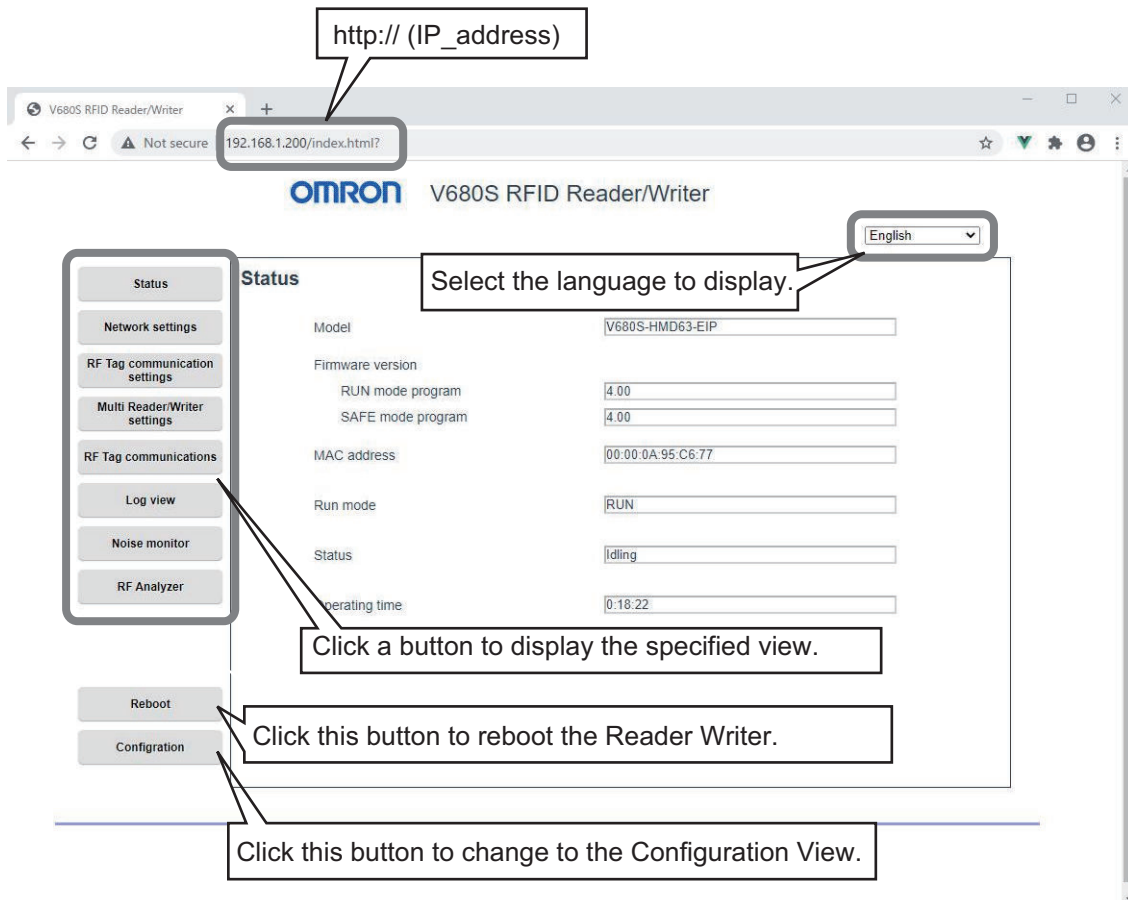 http:// (IP_address)
V680S RFID Reader/Writer
Not secure
192.168.1.200/index.html?
OMRON V680S RFID Reader/Writer
English
Select the language to display.
Status
Network settings
RF Tag communication
settings
Multi Reader/Writer
settings
RF Tag communications
Log view
Noise monitor
RF Analyzer
Reboot
Configration
Status
Model V680S-HMD63-EIP
Firmware version
RUN mode program 4.00
SAFE mode program 4.00
MAC address 00:00:0A:95:C6:77
Run mode RUN
Status Idling
perating time 0:18:22
Click a button to display the specified view.
Click this button to reboot the Reader Writer.
Click this button to change to the Configuration View.